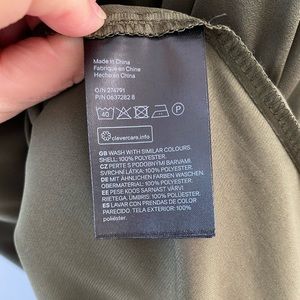 Made in China
Fabriqué en Chine
Hecho en China
O/N 274791
P/N 0637282 8
40 P
clevercare.info
GB WASH WITH SIMILAR COLOURS.
SHELL: 100% POLYESTER.
CZ PERTE S PODOBNÝMI BARVAMI.
SVRCHNÍ LÁTKA: 100% POLYESTER.
DE MIT ÄHNLICHEN FARBEN WASCHEN.
OBERMATERIAL: 100% POLYESTER.
EE PESE KOOS SARNAST VÄRVI
RIIETEGA. ÜMBRIS: 100% POLÜESTER.
ES LAVAR CON PRENDAS DE COLOR
PARECIDO. TELA EXTERIOR: 100%
poliéster.